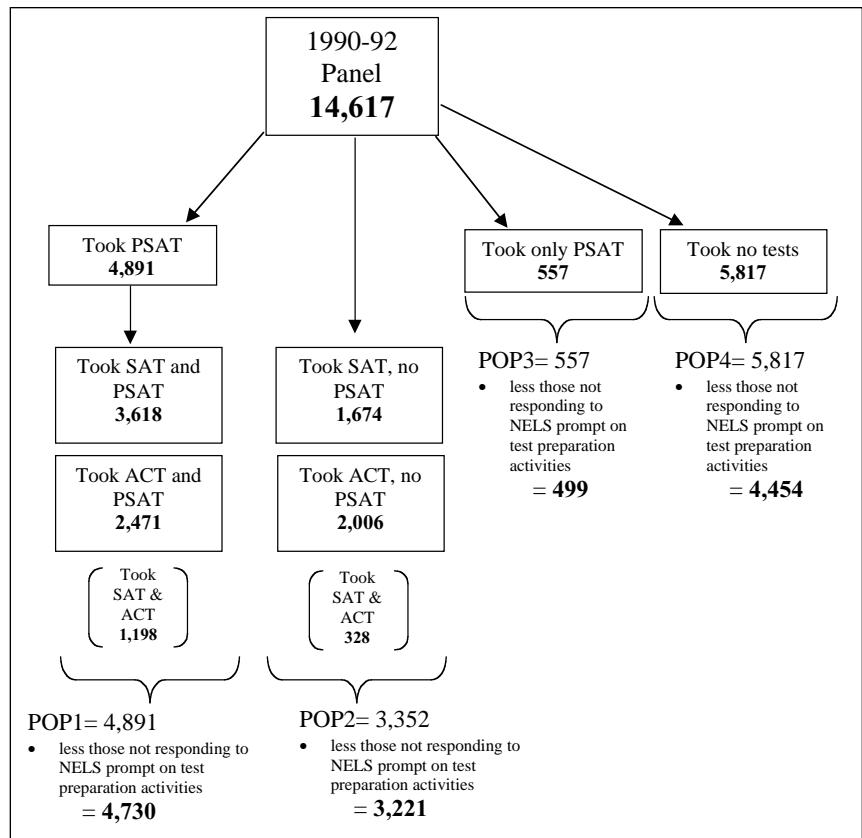 1990-92
Panel
14,617
Took PSAT
4,891
Took only PSAT
557
Took no tests
5,817
Took SAT and
PSAT
3,618
Took SAT, no
PSAT
1,674
POP3= 557
• less those not
responding to
NELS prompt on
test preparation
activities
= 499
POP4= 5,817
• less those not
responding to
NELS prompt on
test preparation
activities
= 4,454
Took ACT and
PSAT
2,471
Took ACT, no
PSAT
2,006
Took
SAT &
ACT
1,198
Took
SAT &
ACT
328
POP1= 4,891
• less those not responding to
NELS prompt on test
preparation activities
= 4,730
POP2= 3,352
• less those not responding to
NELS prompt on test
preparation activities
= 3,221